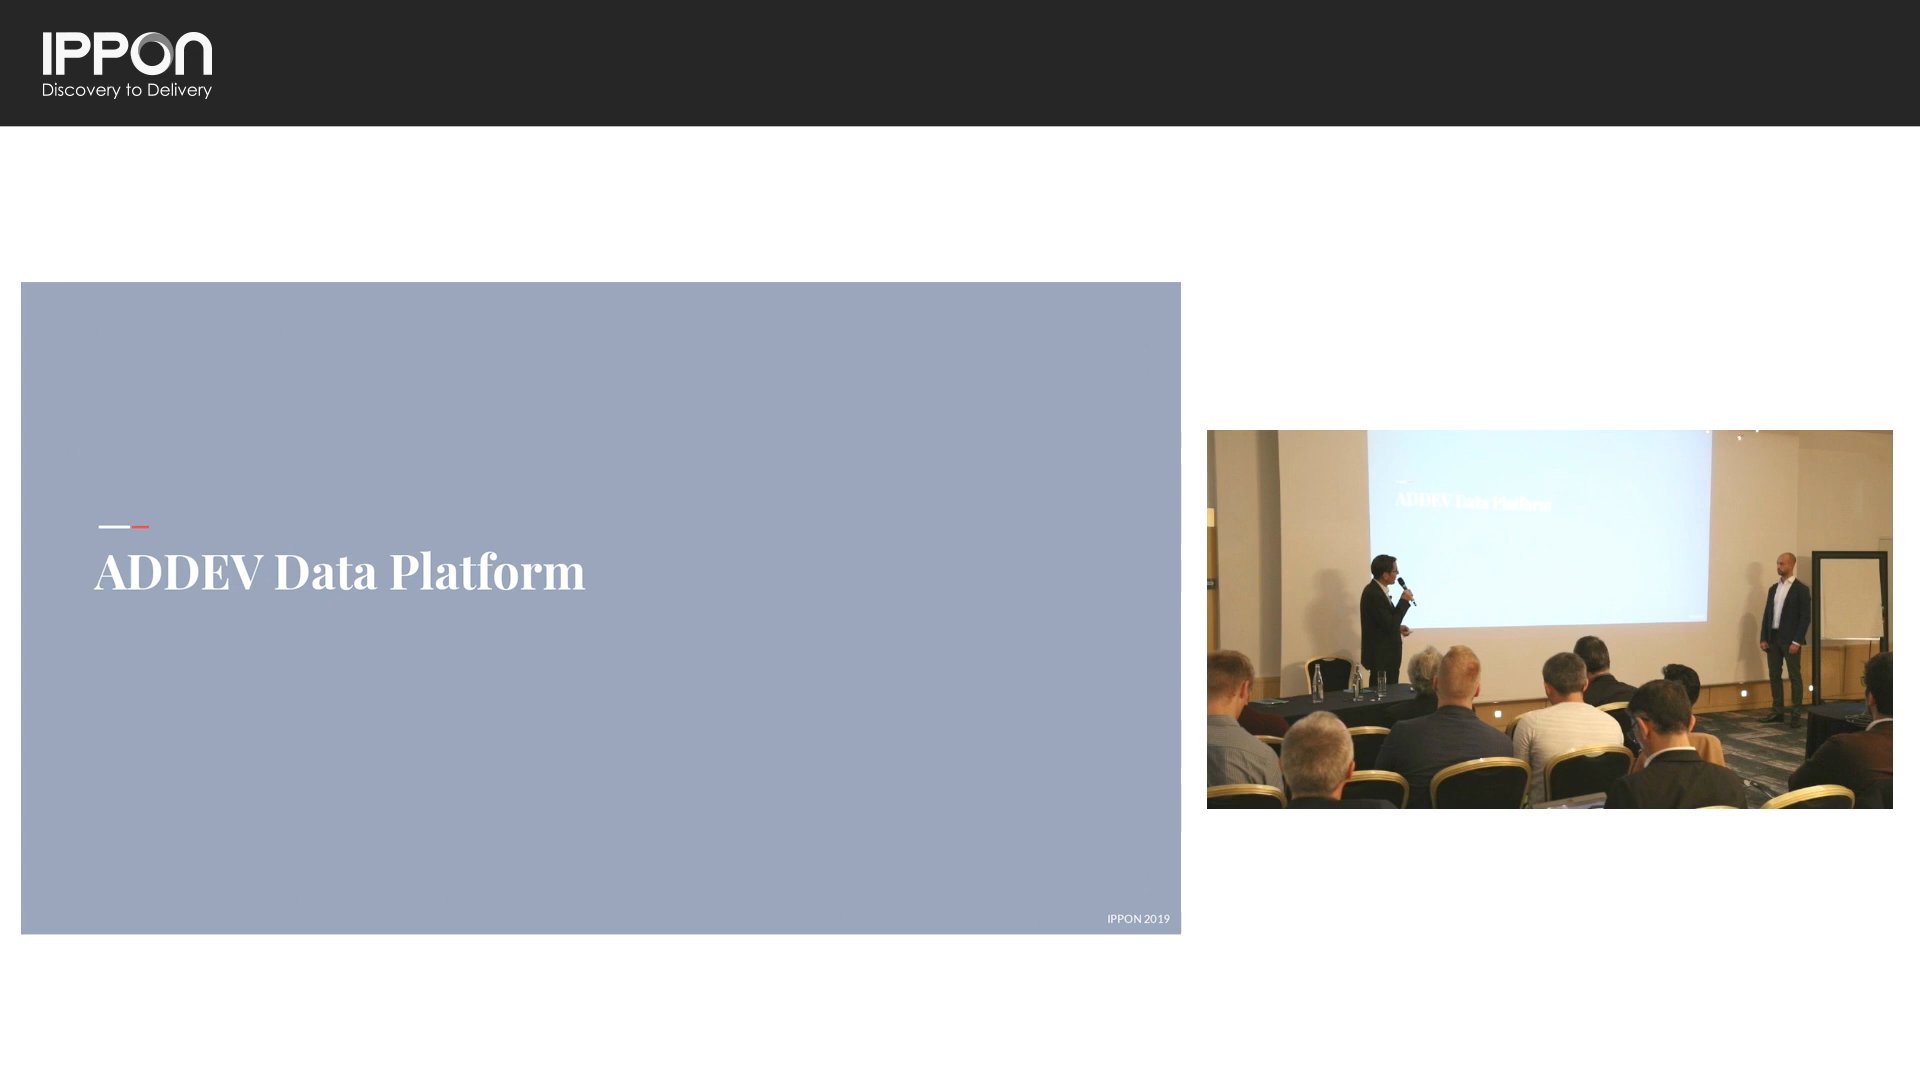 IPPON
Discovery to Delivery
ADDEV Data Platform
IPPON 2019
ADDEV Data Platform